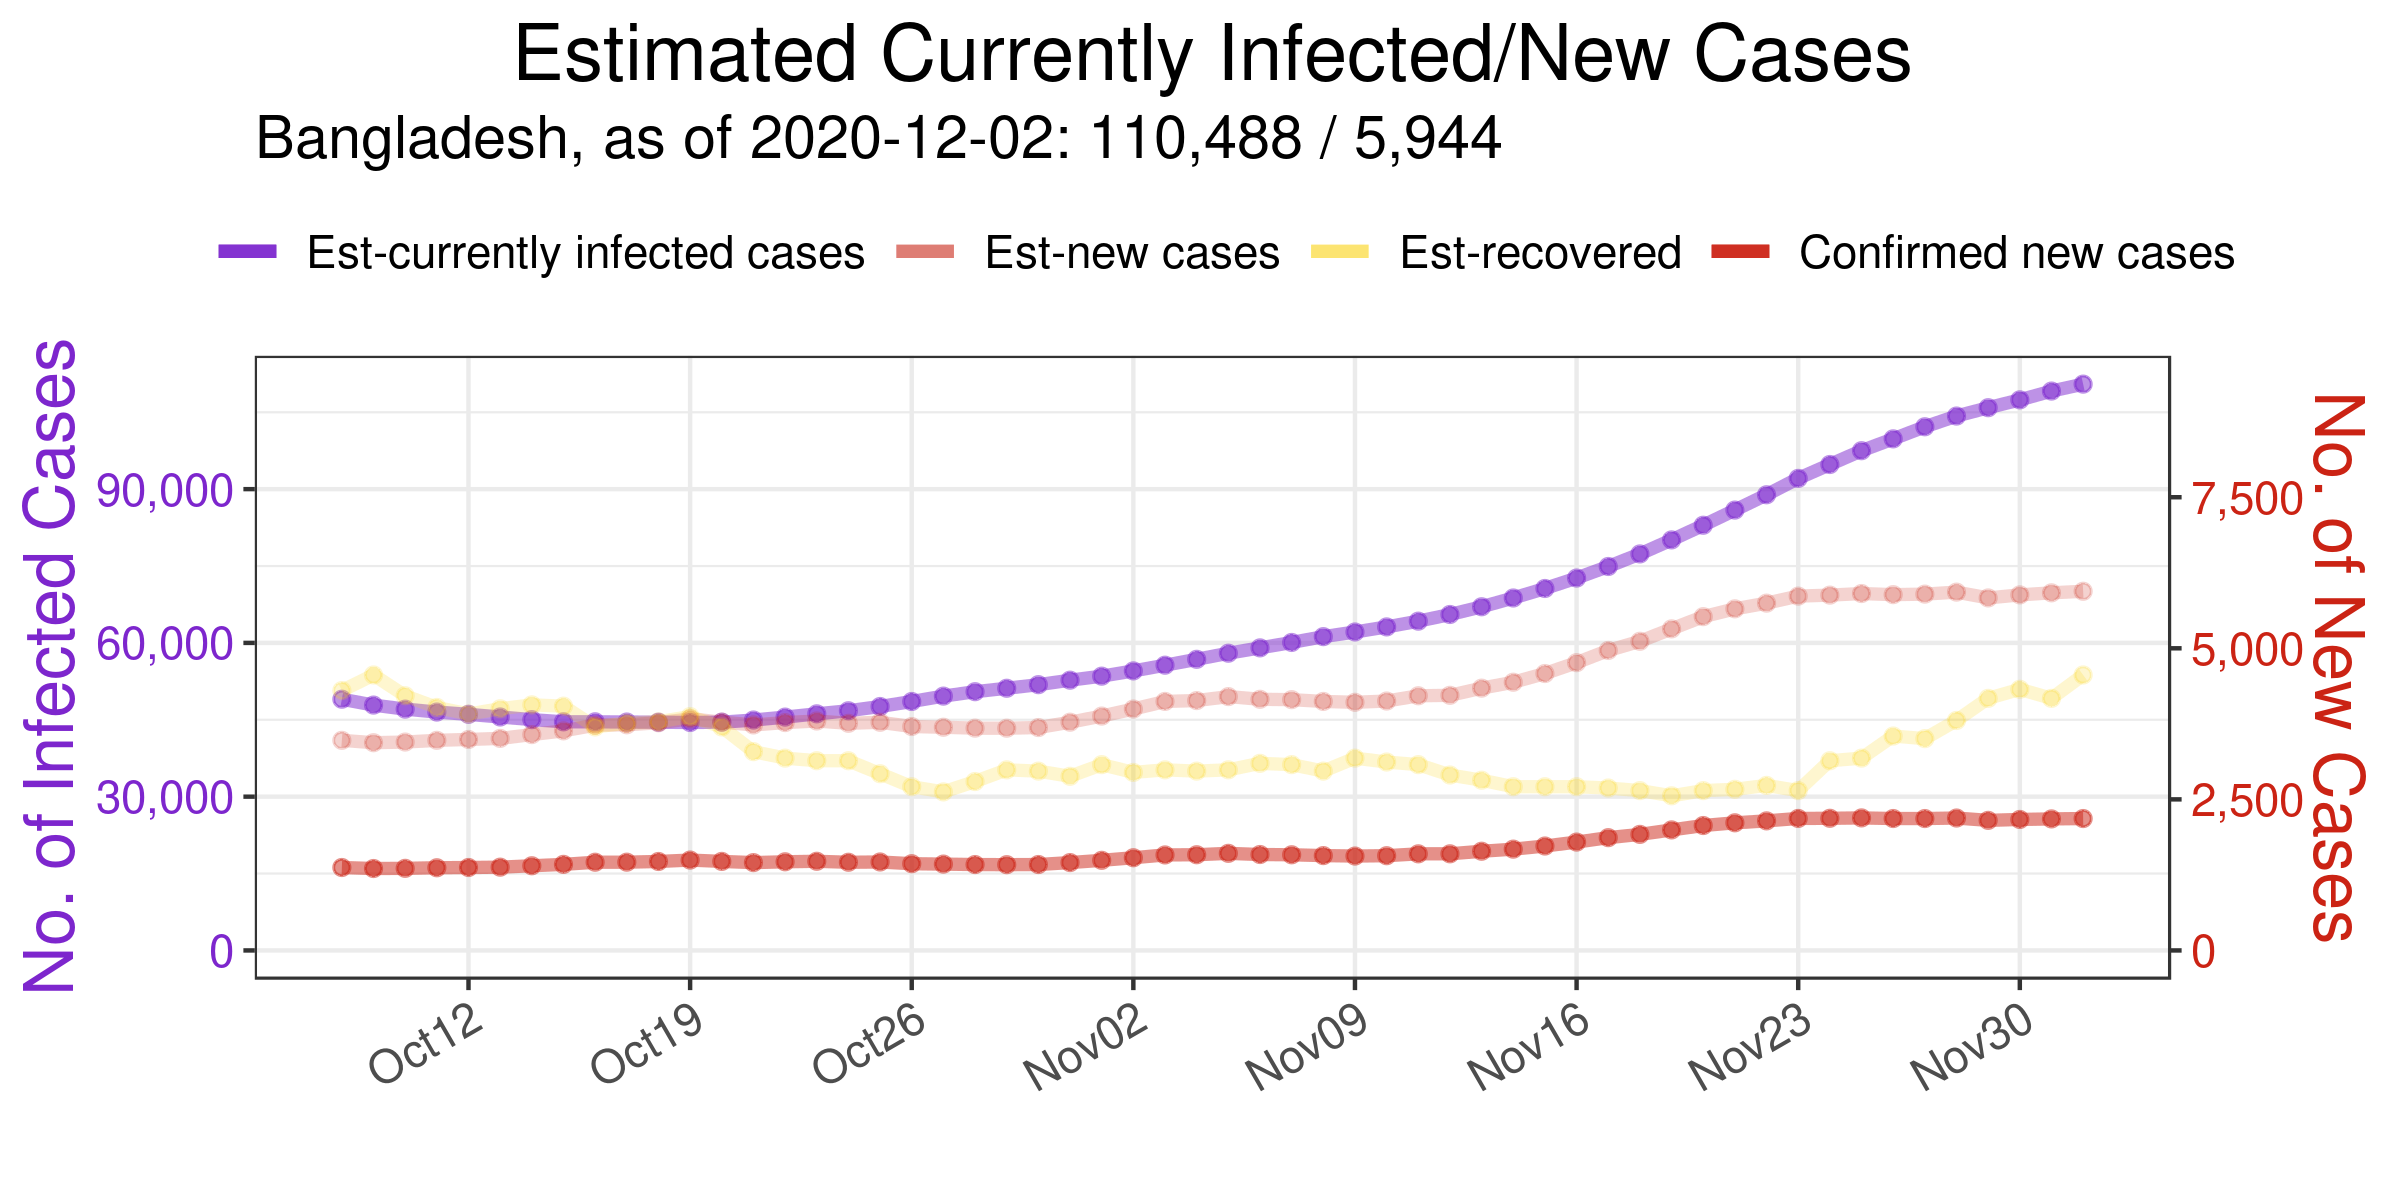 Estimated Currently Infected/New Cases
Bangladesh, as of 2020-12-02: 110,488 / 5,944
Est-currently infected cases
Est-new cases
Est-recovered
Confirmed new cases
No. of Infected Cases
90,000
60,000
30,000
0
7,500
5,000
2,500
0
No. of New Cases
Oct12
Oct19
Oct26
Nov02
Nov09
Nov16
Nov23
Nov30